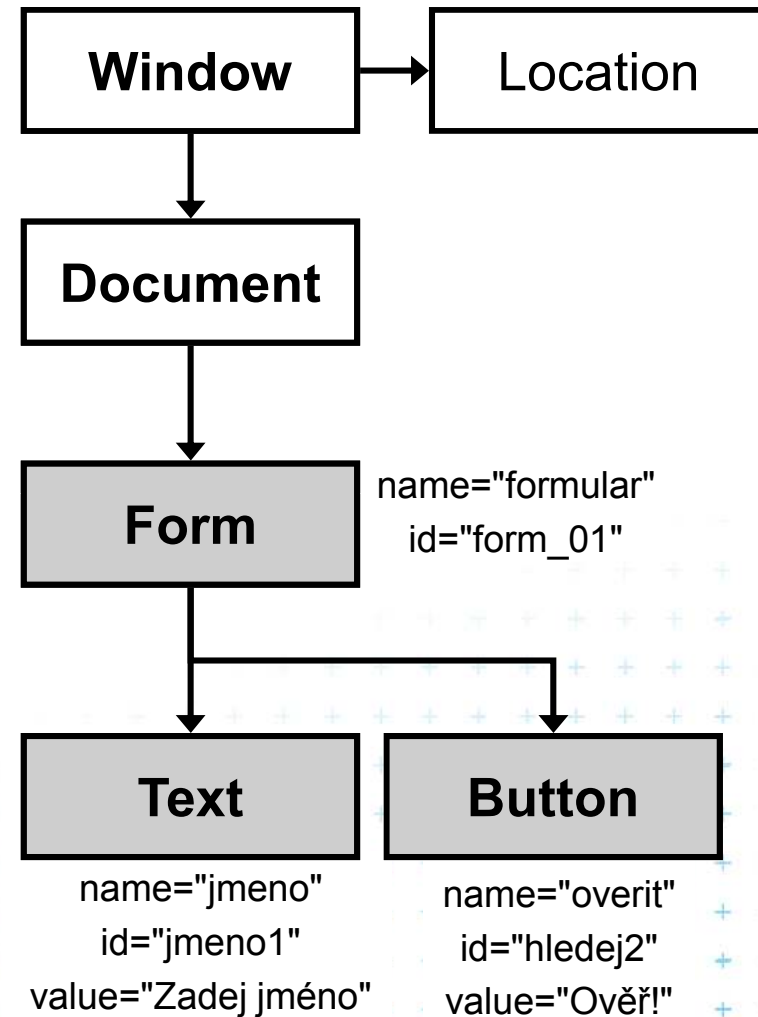 Window
Location
Document
Form
name="formular"
id="form_01"
Text
Button
name="jmeno"
id="jmeno1"
value="Zadej jméno"
name="overit"
id="hledej2"
value="Ověř!"